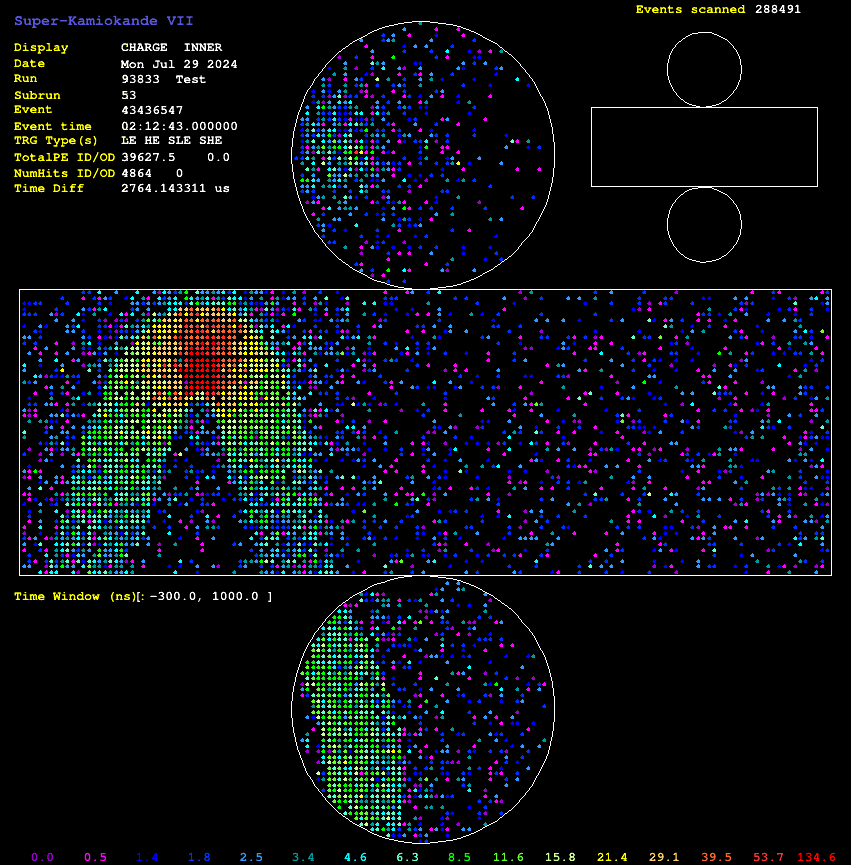 Super-Kamiokande VII
Events scanned 288491
Display CHARGE INNER
Date Mon Jul 29 2024
Run 93833 Test
Subrun 53
Event 43436547
Event time 02:12:43.000000
TRG Type(s) LE HE SLE SHE
TotalPE ID/OD 39627.5 0.0
NumHits ID/OD 4864 0
Time Diff 2764.143311 us
Time Window (ns)[: −300.0, 1000.0 ]
0.0 0.5 1.4 1.8 2.5 3.4 4.6 6.3 8.5 11.6 15.8 21.4 29.1 39.5 53.7 134.6